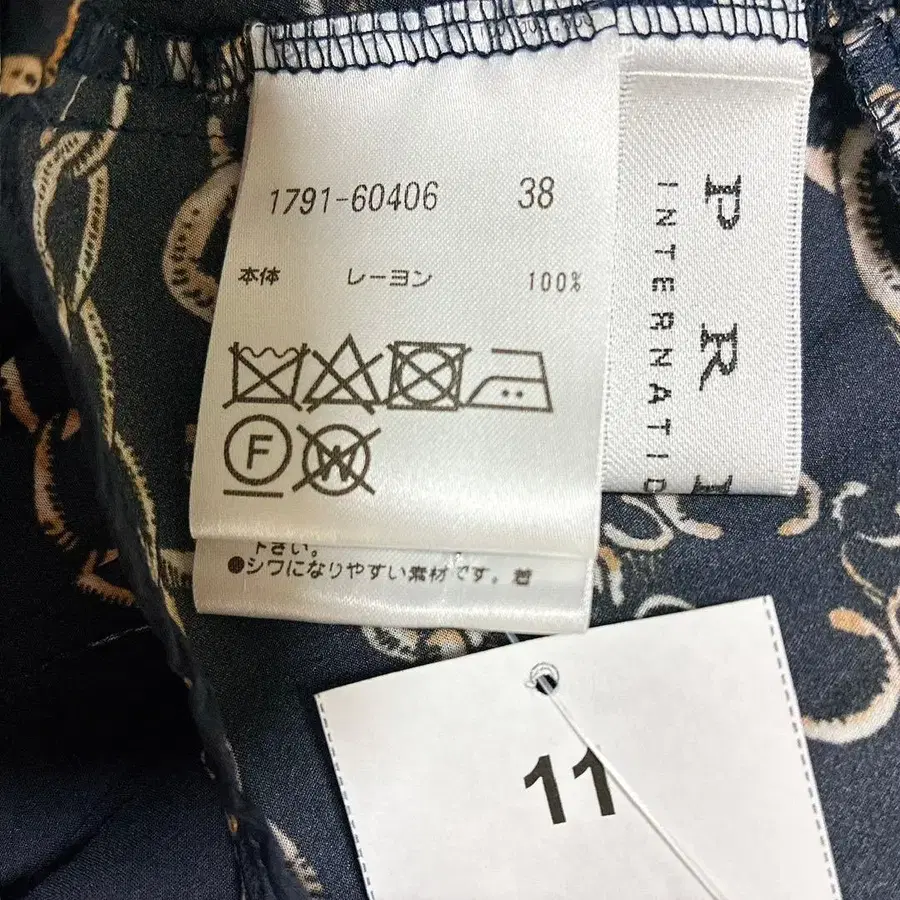 1791-60406 38
本体 レーヨン 100%
F
W
下さい。
●シワになりやすい素材です。着
P R
INTERNATIO
11